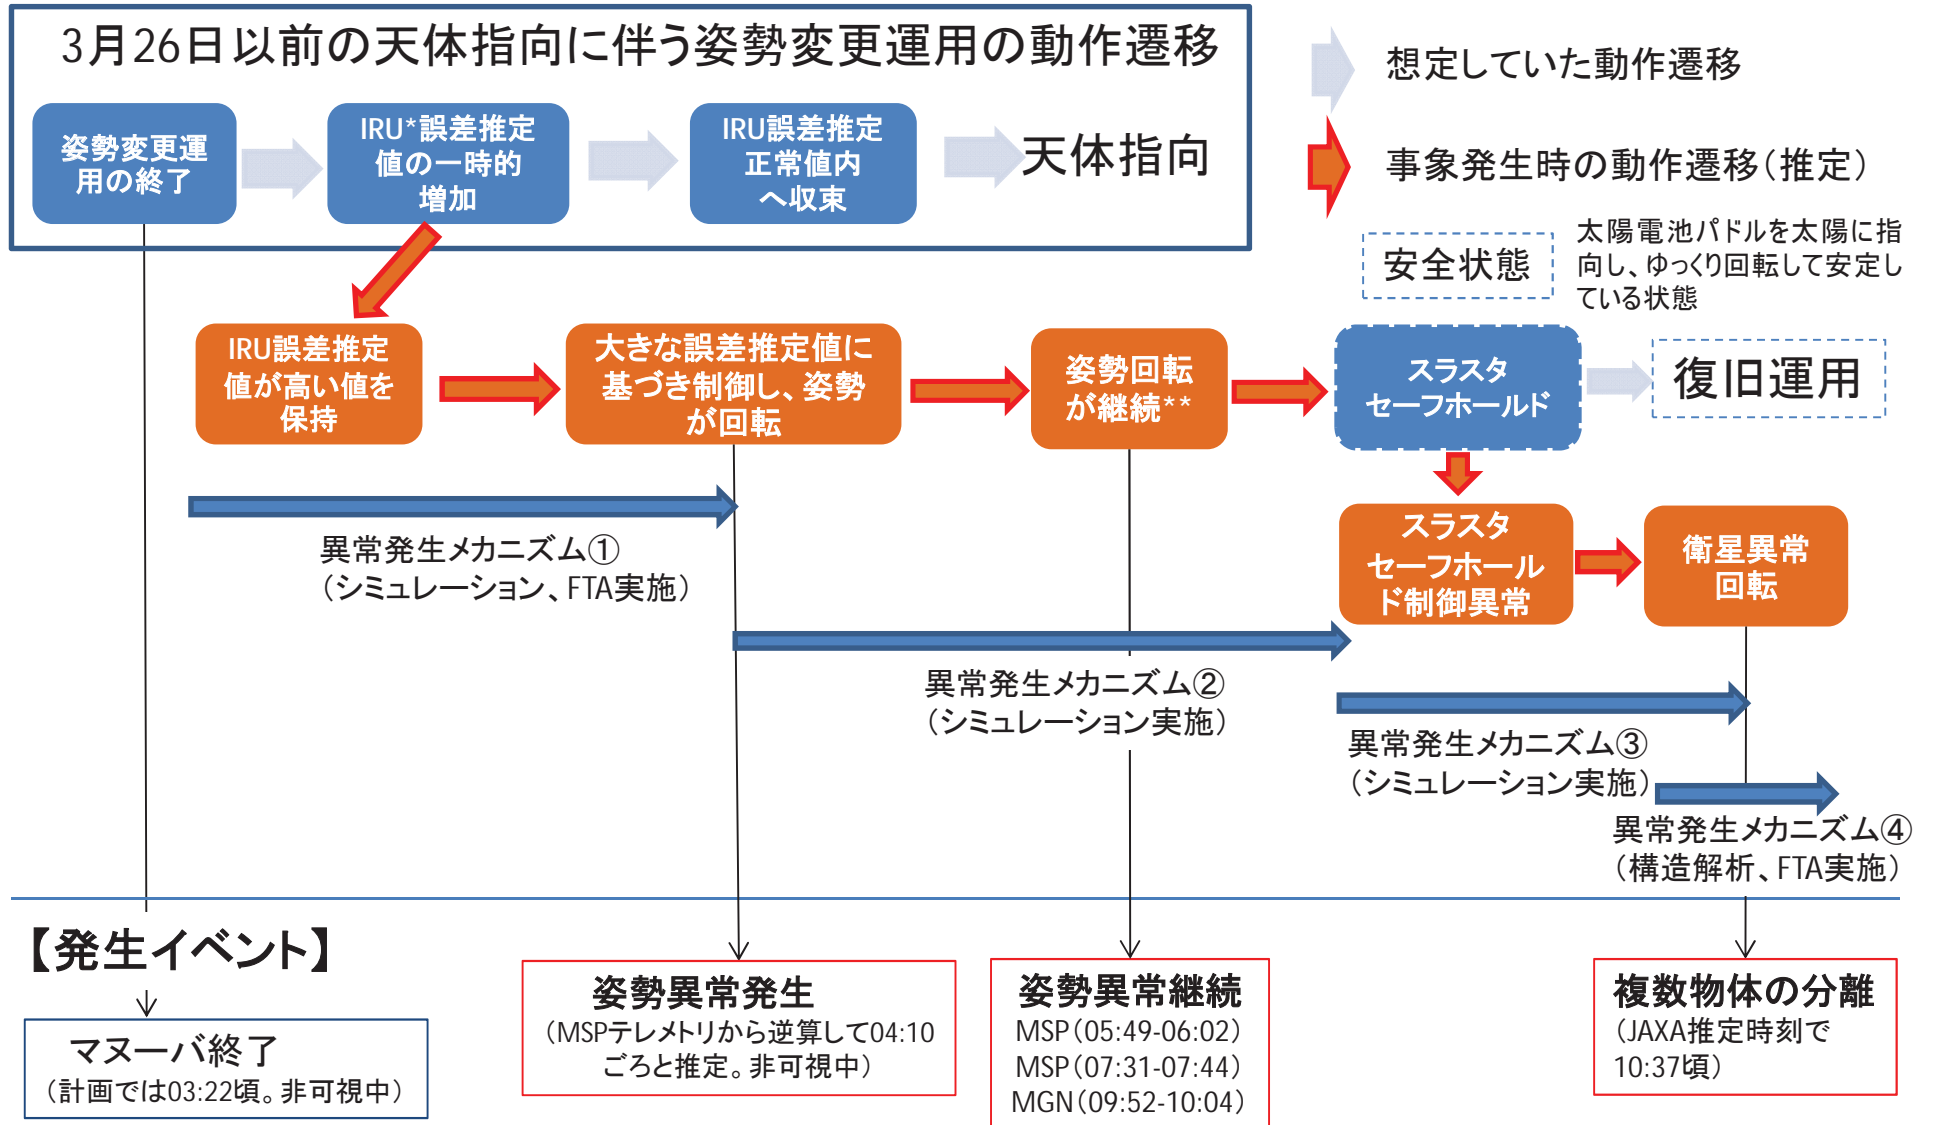 3月26日以前の天体指向に伴う姿勢変更運用の動作遷移
姿勢変更運
用の終了
IRU*誤差推定
値の一時的
増加
IRU誤差推定
正常値内
へ収束
天体指向
想定していた動作遷移
事象発生時の動作遷移（推定）
安全状態
太陽電池パドルを太陽に指
向し、ゆっくり回転して安定し
ている状態
IRU誤差推定
値が高い値を
保持
大きな誤差推定値に
基づき制御し、姿勢
が回転
姿勢回転
が継続**
スラスタ
セーフホールド
復旧運用
スラスタ
セーフホール
ド制御異常
衛星異常
回転
異常発生メカニズム①
（シミュレーション、FTA実施）
異常発生メカニズム②
（シミュレーション実施）
異常発生メカニズム③
（シミュレーション実施）
異常発生メカニズム④
（構造解析、FTA実施）
【発生イベント】
マヌーバ終了
（計画では03:22頃。非可視中）
姿勢異常発生
（MSPテレメトリから逆算して04:10
ごろと推定。非可視中）
姿勢異常継続
MSP（05:49-06:02）
MSP（07:31-07:44）
MGN（09:52-10:04）
複数物体の分離
（JAXA推定時刻で
10:37頃）